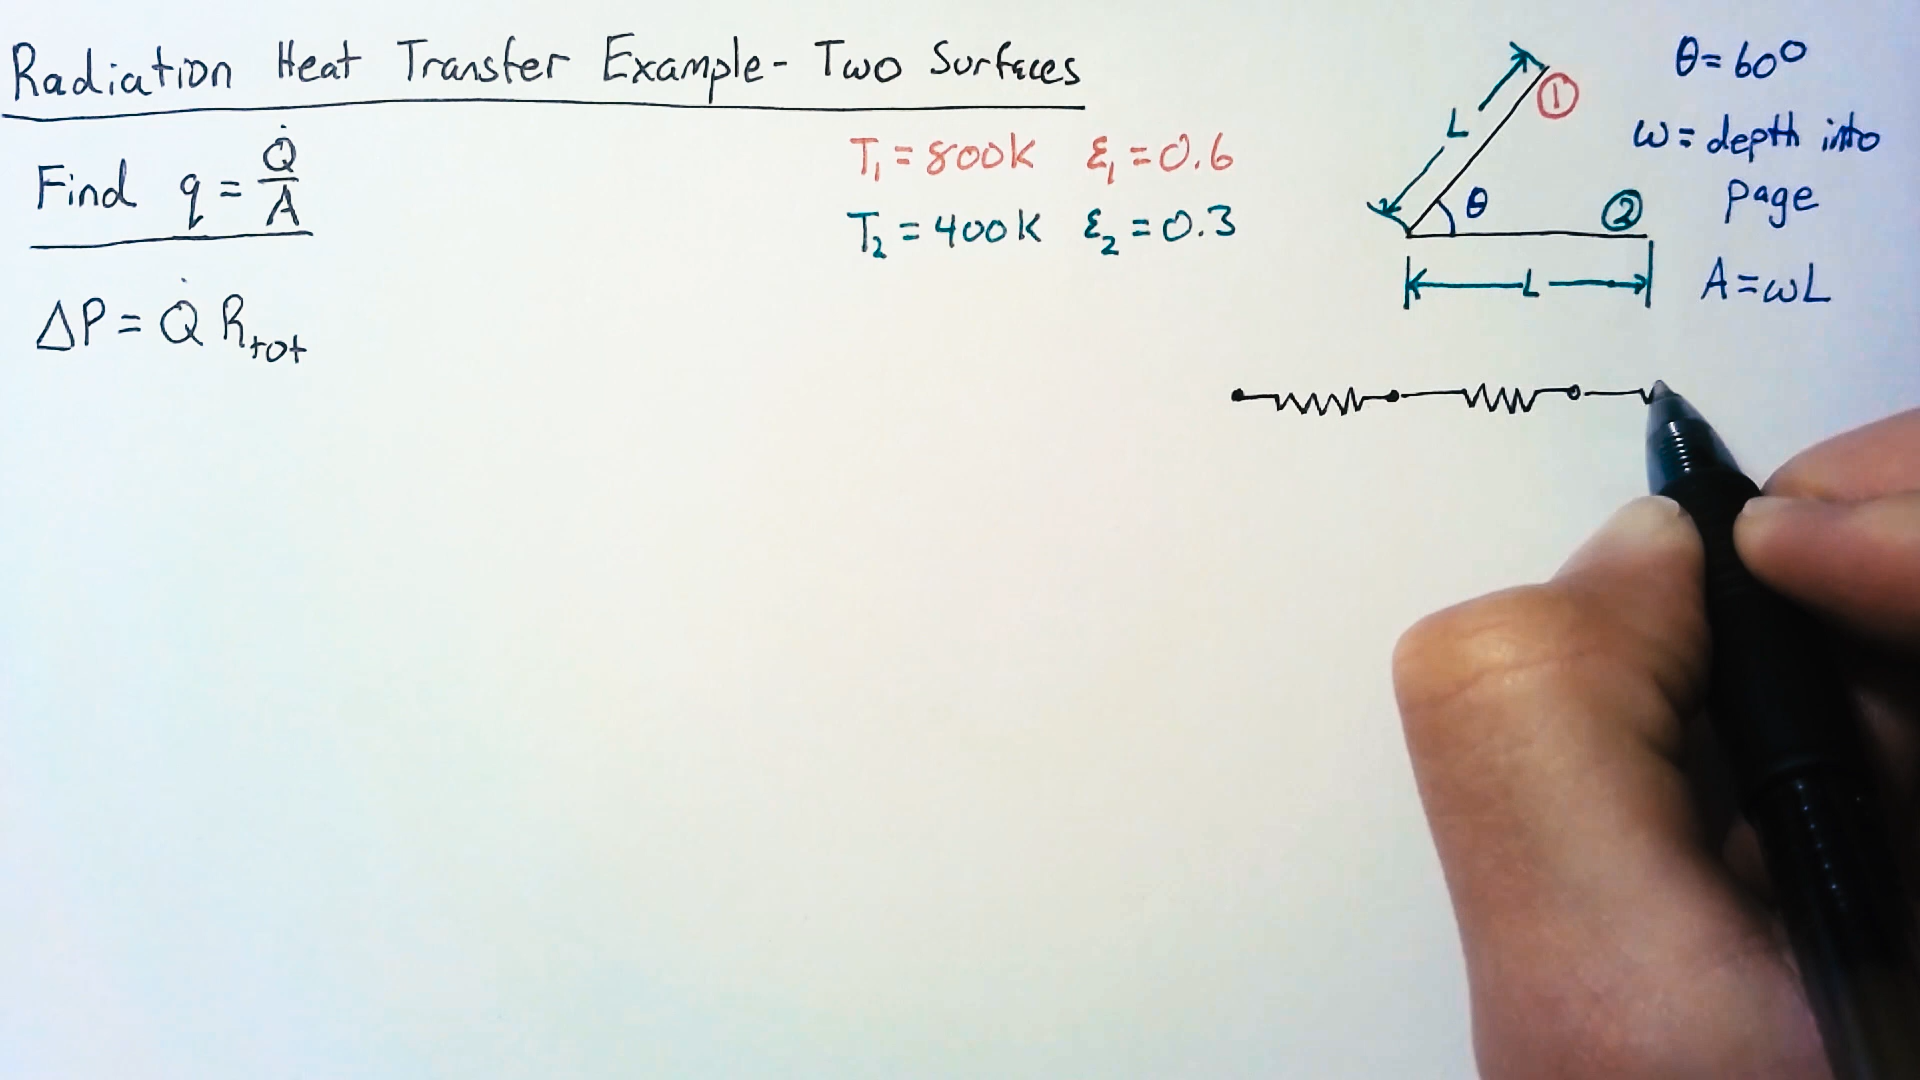 Radiation Heat Transfer Example - Two Surfaces
Find q = Q̇/A
ΔP = Q̇ R_tot
T₁ = 800K ε₁ = 0.6
T₂ = 400K ε₂ = 0.3
L
①
θ
②
L
θ = 60°
w = depth into
page
A = wL